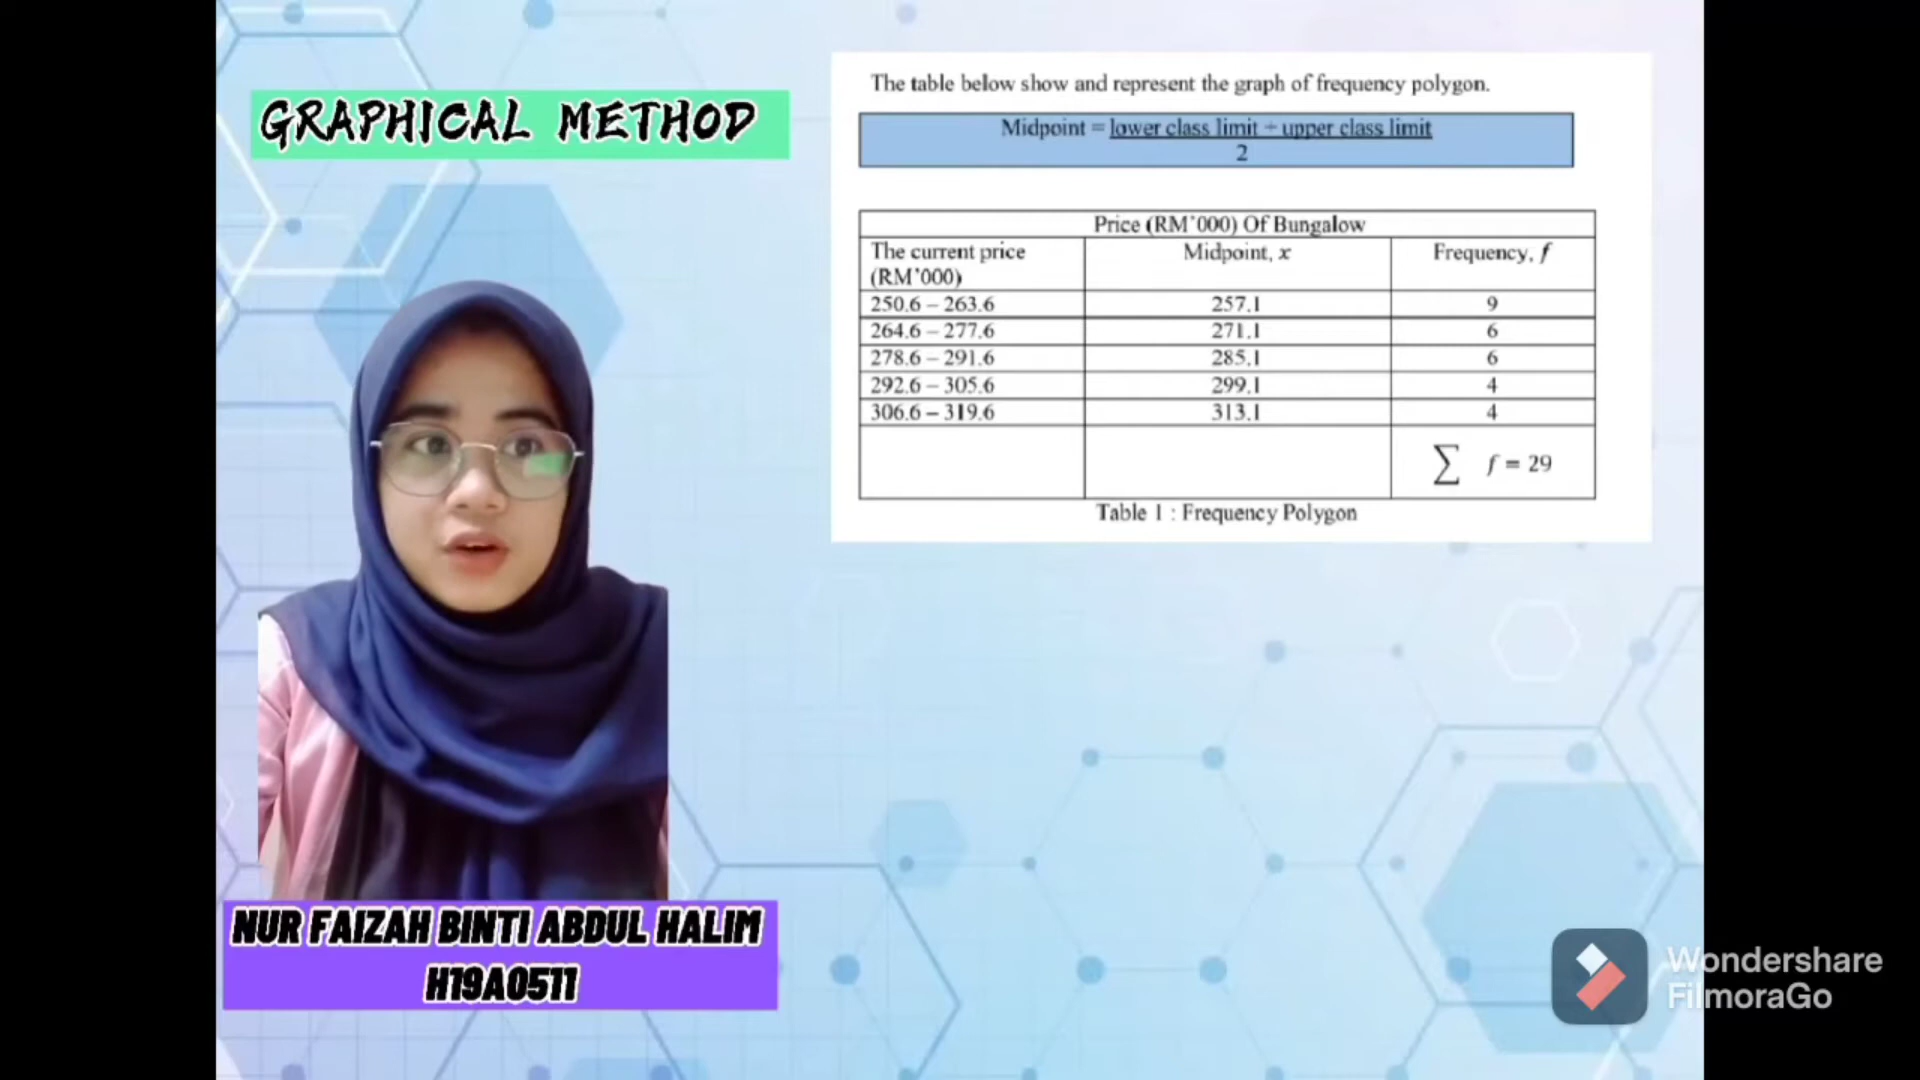 GRAPHICAL METHOD
The table below show and represent the graph of frequency polygon.
Midpoint = lower class limit + upper class limit
2
Price (RM'000) Of Bungalow
The current price (RM'000) Midpoint, x Frequency, f
250.6 – 263.6 257.1 9
264.6 – 277.6 271.1 6
278.6 – 291.6 285.1 6
292.6 – 305.6 299.1 4
306.6 – 319.6 313.1 4
∑ f = 29
Table 1 : Frequency Polygon
NUR FAIZAH BINTI ABDUL HALIM
H19A0511
Wondershare
FilmoraGo